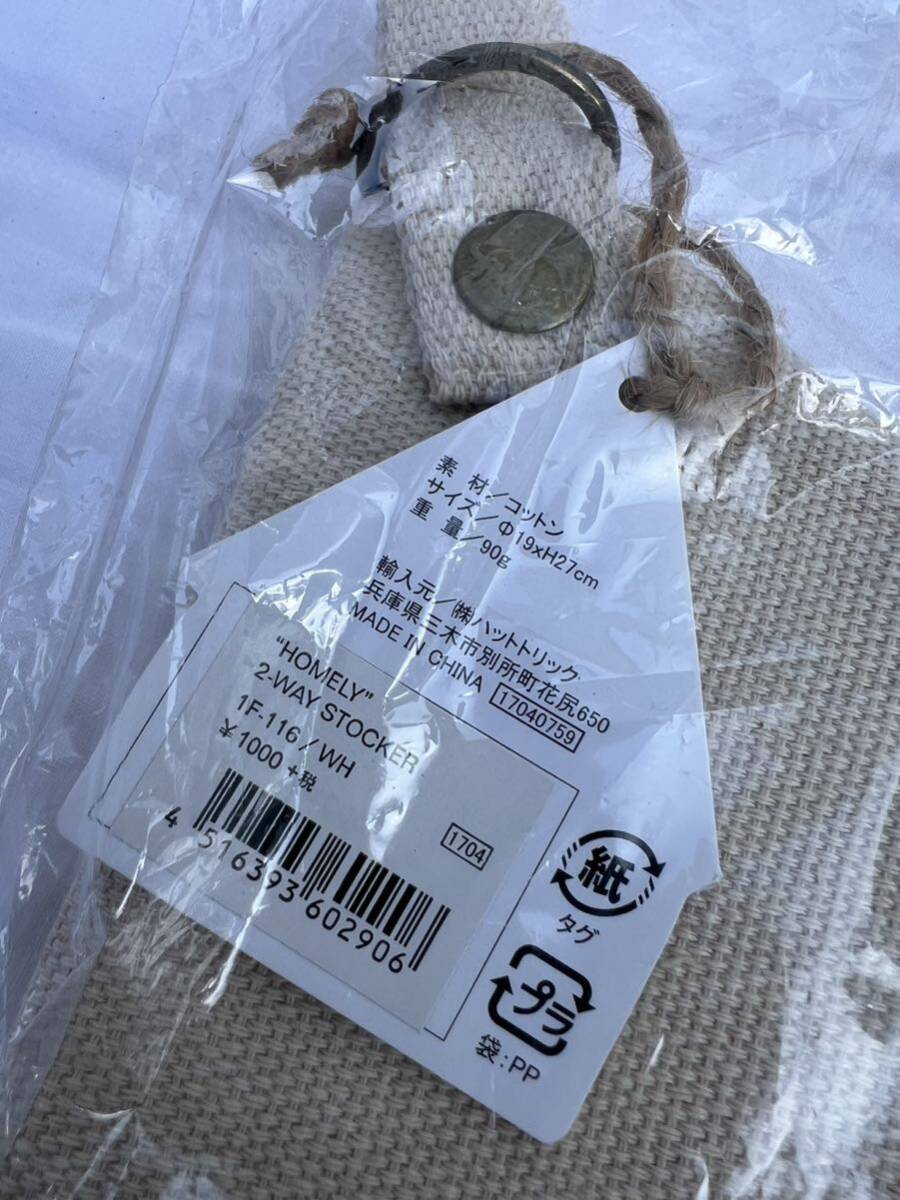 素材／コットン
サイズ／Φ19xH27cm
重量／90g
輸入元／㈱ハットトリック
兵庫県三木市別所町花尻650
MADE IN CHINA 17040759
"HOMELY"
2-WAY STOCKER
1F-116/WH
¥1000+税
1704
4 516393 602906
紙
タグ
プラ
袋:PP